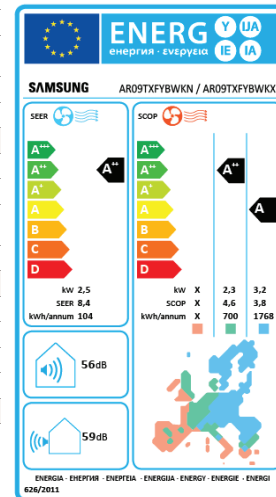 ENERG Y IJA
енергия · ενεργεια IE IA
SAMSUNG AR09TXFYBWKN / AR09TXFYBWKX
SEER SCOP
A+++ A+++
A++ A++ A++ A++
A+ A+
A A A
B B
C C
D D
kW 2,5 kW X 2,3 3,2
SEER 8,4 SCOP X 4,6 3,8
kWh/annum 104 kWh/annum X 700 1768
56dB
59dB
ENERGIA · ЕНЕРГИЯ · ΕΝΕΡΓΕΙΑ · ENERGIJA · ENERGY · ENERGIE · ENERGI
626/2011